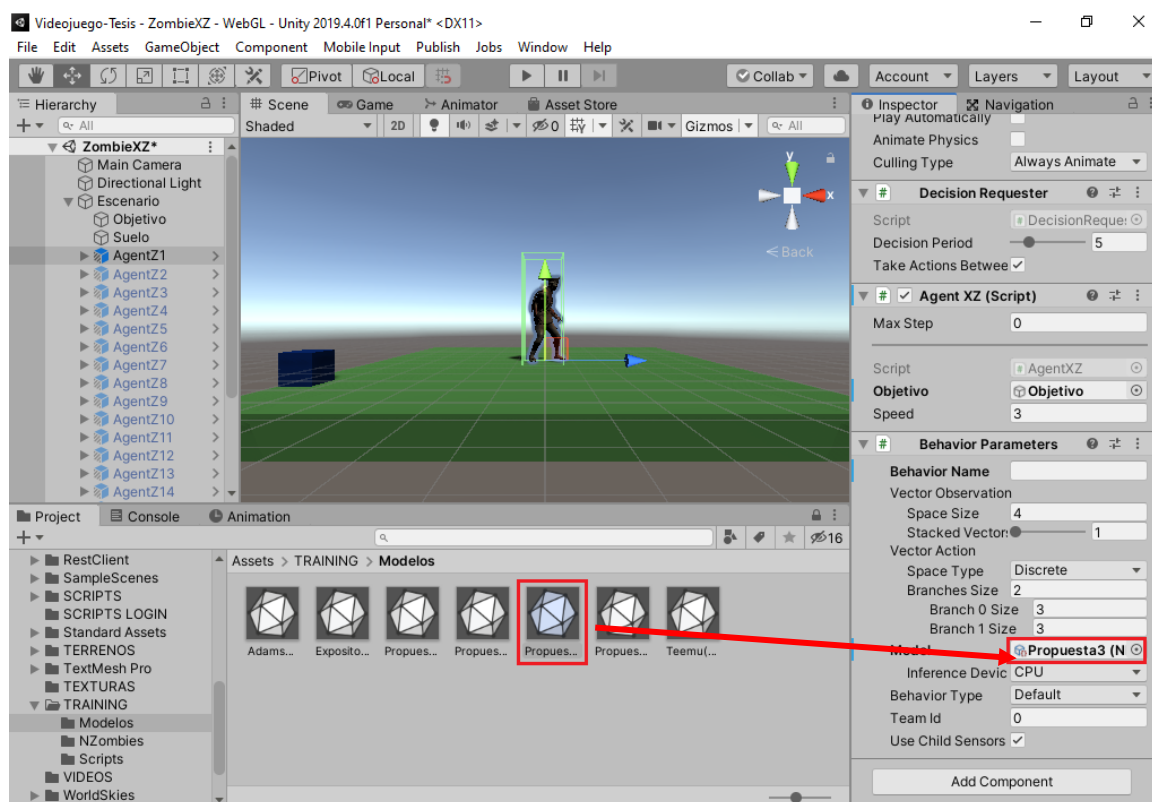 Videojuego-Tesis - ZombieXZ - WebGL - Unity 2019.4.0f1 Personal* <DX11>
File Edit Assets GameObject Component Mobile Input Publish Jobs Window Help
Pivot Local Collab Account Layers Layout
Hierarchy
All
ZombieXZ*
Main Camera
Directional Light
Escenario
Objetivo
Suelo
AgentZ1
AgentZ2
AgentZ3
AgentZ4
AgentZ5
AgentZ6
AgentZ7
AgentZ8
AgentZ9
AgentZ10
AgentZ11
AgentZ12
AgentZ13
AgentZ14
# Scene Game Animator Asset Store
Shaded 2D 0 Gizmos All
y
x
< Back
Inspector Navigation
Play Automatically
Animate Physics
Culling Type Always Animate
# Decision Requester
Script # DecisionReque
Decision Period 5
Take Actions Betwee
# Agent XZ (Script)
Max Step 0
Script # AgentXZ
Objetivo Objetivo
Speed 3
# Behavior Parameters
Behavior Name
Vector Observation
Space Size 4
Stacked Vector 1
Vector Action
Space Type Discrete
Branches Size 2
Branch 0 Size 3
Branch 1 Size 3
Model Propuesta3 (N
Inference Devic CPU
Behavior Type Default
Team Id 0
Use Child Sensors
Add Component
Project Console Animation
16
RestClient
SampleScenes
SCRIPTS
SCRIPTS LOGIN
Standard Assets
TERRENOS
TextMesh Pro
TEXTURAS
TRAINING
Modelos
NZombies
Scripts
VIDEOS
WorldSkies
Assets > TRAINING > Modelos
Adams... Exposito... Propues... Propues... Propues... Propues... Teemu(...